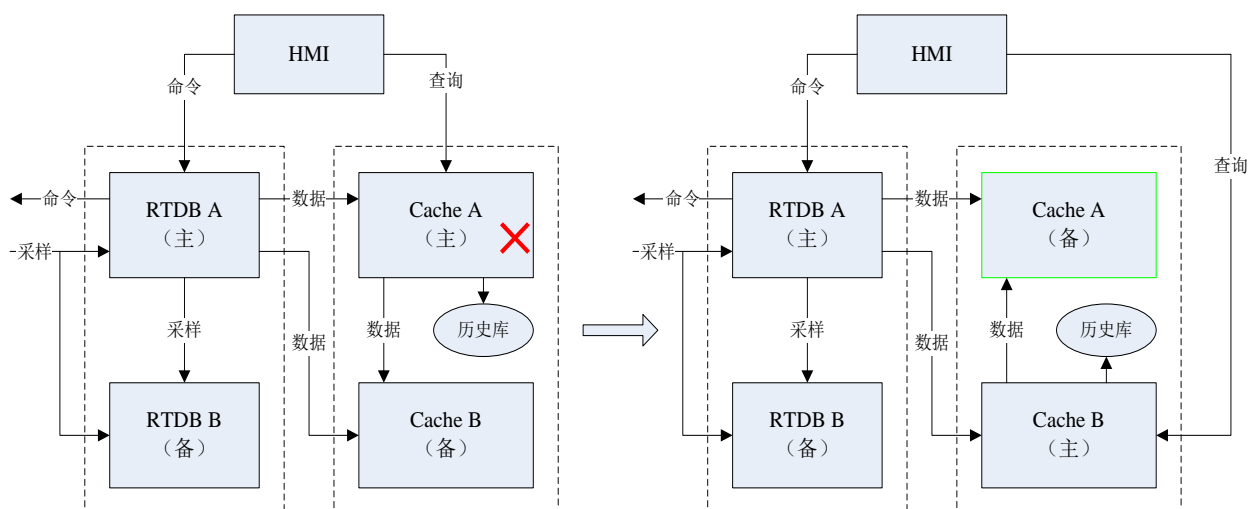 HMI
命令
查询
RTDB A
（主）
命令
采样
数据
Cache A
（主）
采样
数据
数据
历史库
RTDB B
（备）
Cache B
（备）
HMI
命令
查询
RTDB A
（主）
命令
采样
数据
Cache A
（备）
采样
数据
数据
历史库
RTDB B
（备）
Cache B
（主）